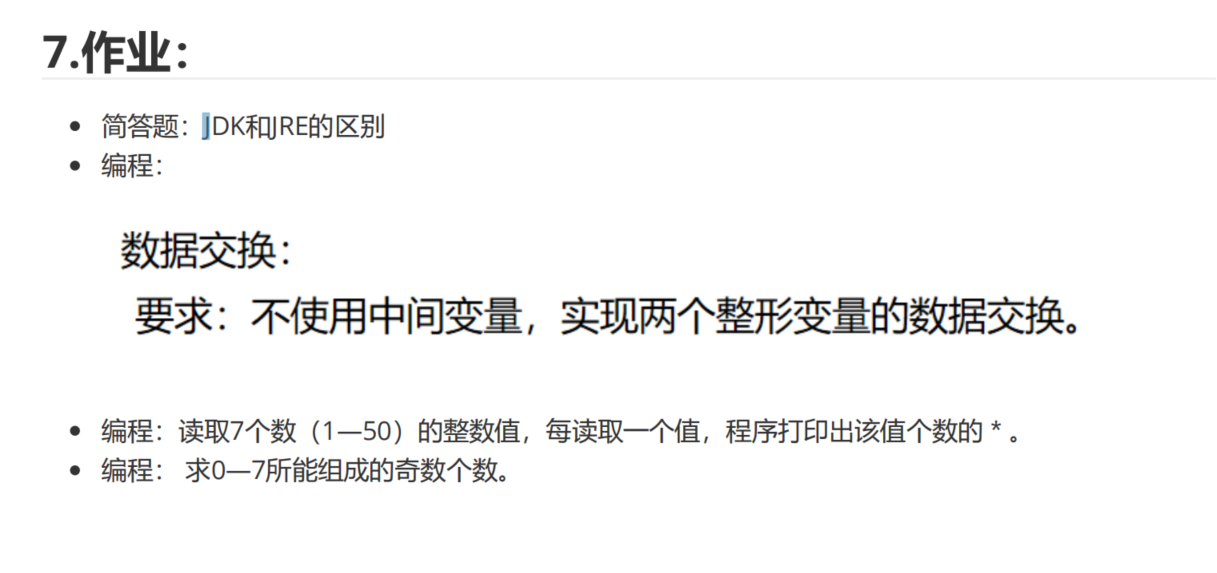 7.作业：
简答题：JDK和JRE的区别
编程：
数据交换：
要求：不使用中间变量，实现两个整形变量的数据交换。
编程：读取7个数（1—50）的整数值，每读取一个值，程序打印出该值个数的 * 。
编程： 求0—7所能组成的奇数个数。